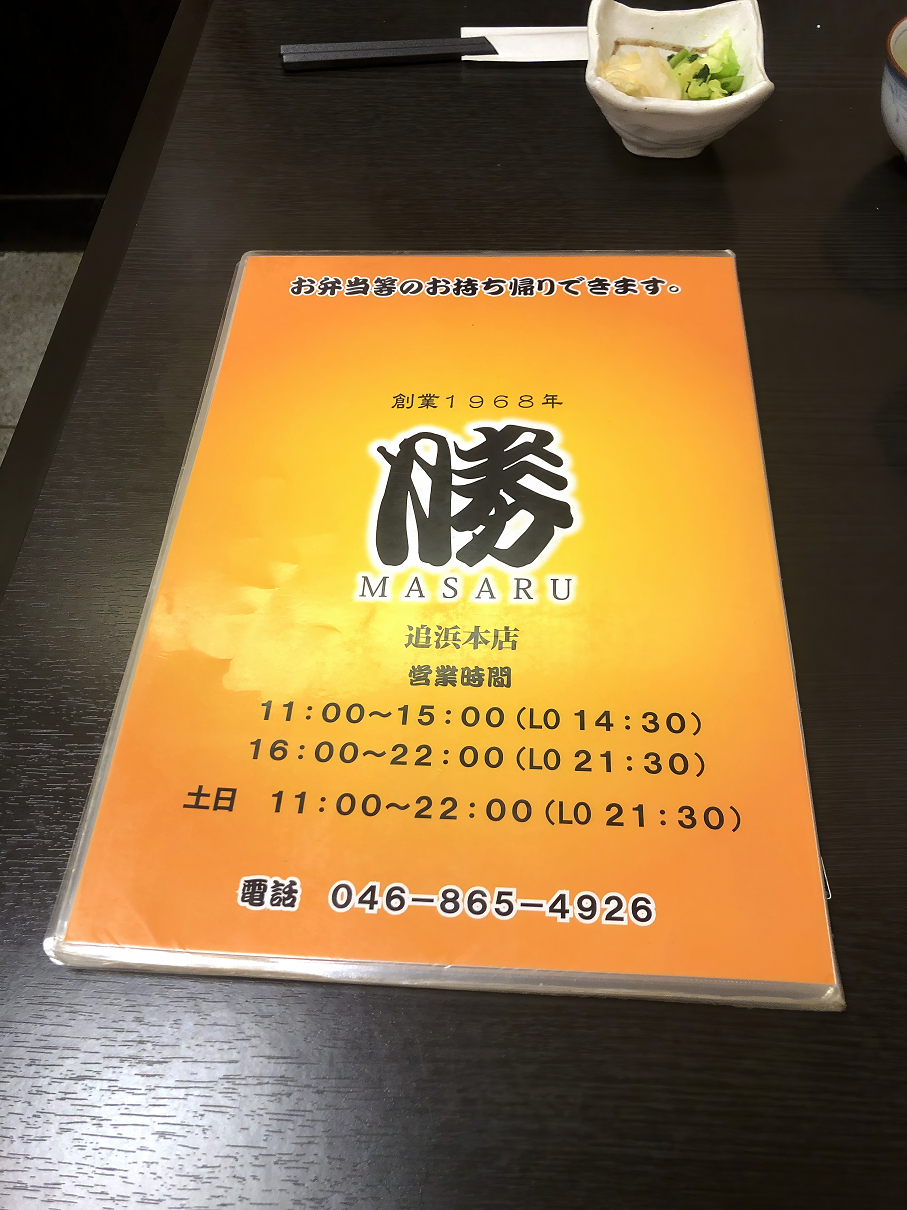 お弁当等のお持ち帰りできます。
創業１９６８年
勝
MASARU
追浜本店
営業時間
11：00～15：00（LO 14：30）
16：00～22：00（LO 21：30）
土日　11：00～22：00（LO 21：30）
電話　046－865－4926